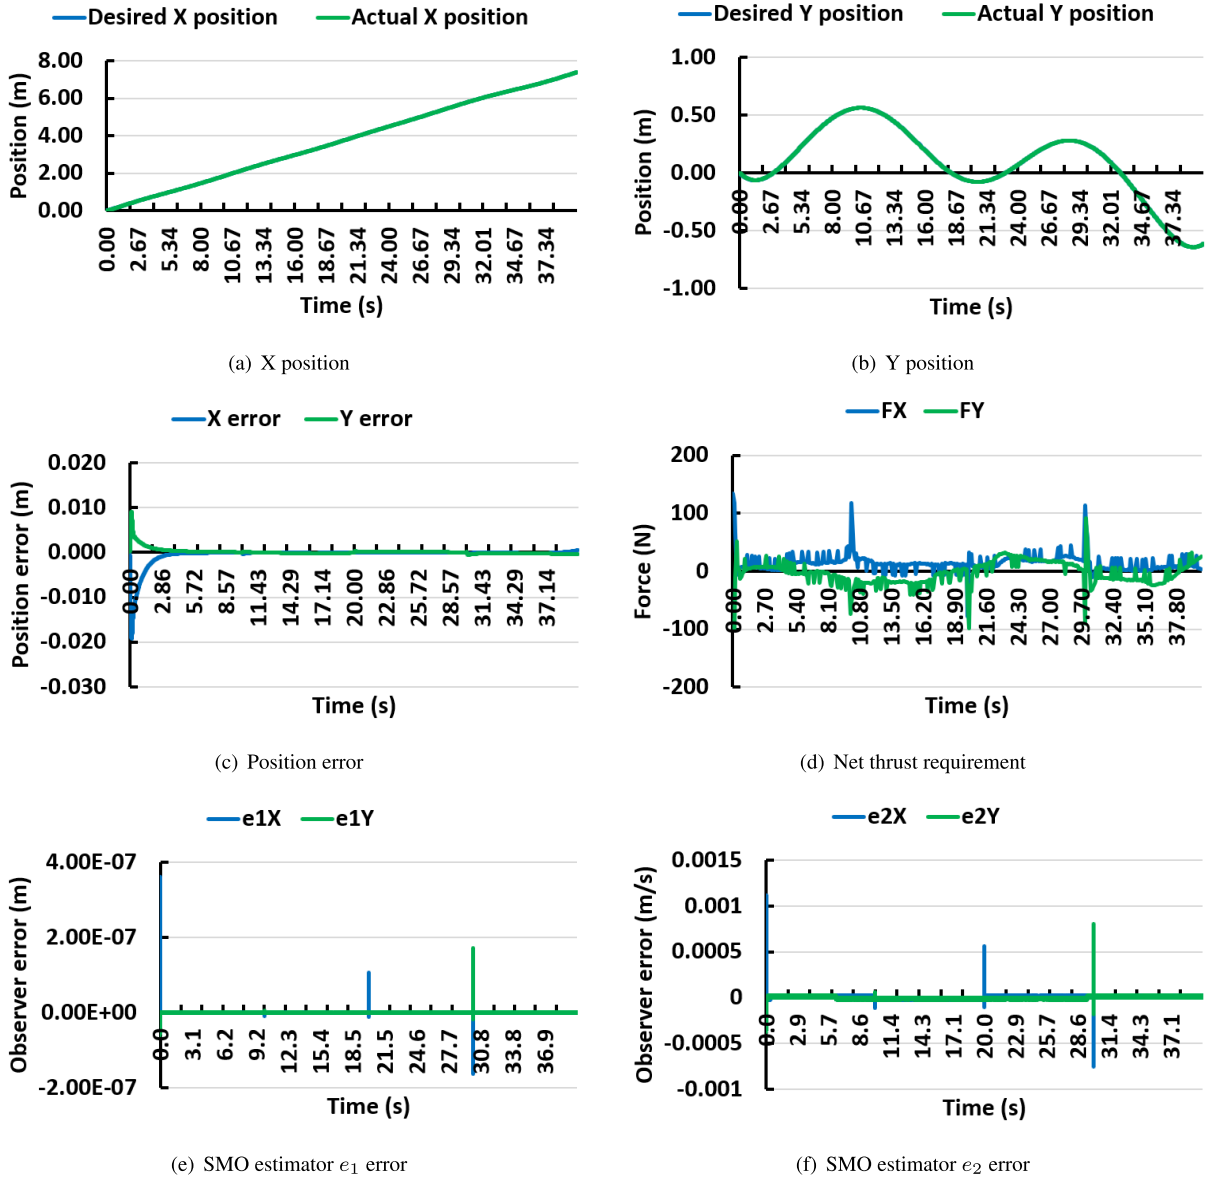 Desired X position Actual X position
8.00
6.00
4.00
2.00
0.00
Position (m)
0.00 2.67 5.34 8.00 10.67 13.34 16.00 18.67 21.34 24.00 26.67 29.34 32.01 34.67 37.34
Time (s)
(a) X position
Desired Y position Actual Y position
1.00
0.50
0.00
-0.50
-1.00
Position (m)
0.00 2.67 5.34 8.00 10.67 13.34 16.00 18.67 21.34 24.00 26.67 29.34 32.01 34.67 37.34
Time (s)
(b) Y position
X error Y error
0.020
0.010
0.000
-0.010
-0.020
-0.030
Position error (m)
0.00 2.86 5.72 8.57 11.43 14.29 17.14 20.00 22.86 25.72 28.57 31.43 34.29 37.14
Time (s)
(c) Position error
FX FY
200
100
0
-100
-200
Force (N)
0.00 2.70 5.40 8.10 10.80 13.50 16.20 18.90 21.60 24.30 27.00 29.70 32.40 35.10 37.80
Time (s)
(d) Net thrust requirement
e1X e1Y
4.00E-07
2.00E-07
0.00E+00
-2.00E-07
Observer error (m)
0.0 3.1 6.2 9.2 12.3 15.4 18.5 21.5 24.6 27.7 30.8 33.8 36.9
Time (s)
(e) SMO estimator e1 error
e2X e2Y
0.0015
0.001
0.0005
0
-0.0005
-0.001
Observer error (m/s)
0.0 2.9 5.7 8.6 11.4 14.3 17.1 20.0 22.9 25.7 28.6 31.4 34.3 37.1
Time (s)
(f) SMO estimator e2 error